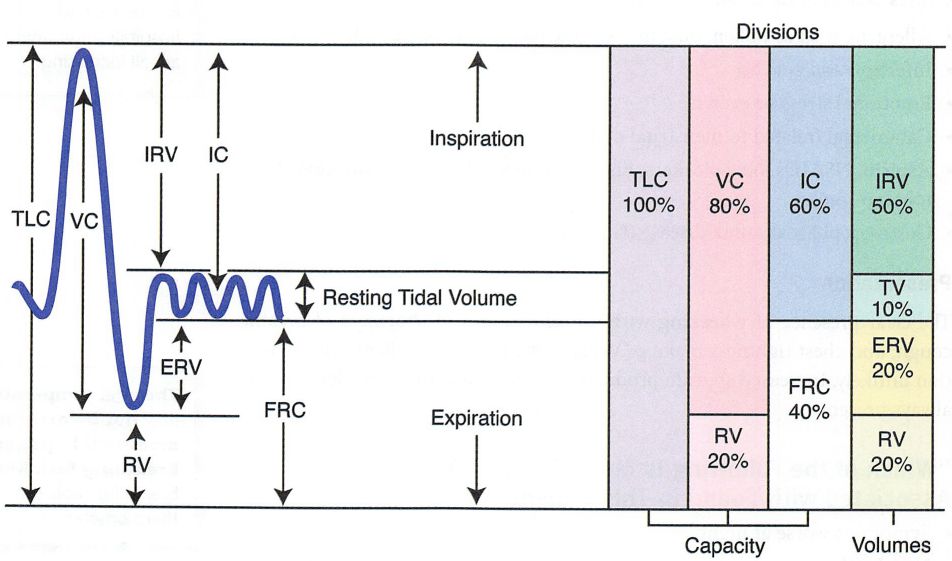 Divisions
Inspiration
IRV
IC
TLC
100%
VC
80%
IC
60%
IRV
50%
TLC
VC
Resting Tidal Volume
TV
10%
ERV
20%
ERV
FRC
FRC
40%
Expiration
RV
RV
20%
RV
20%
Capacity
Volumes